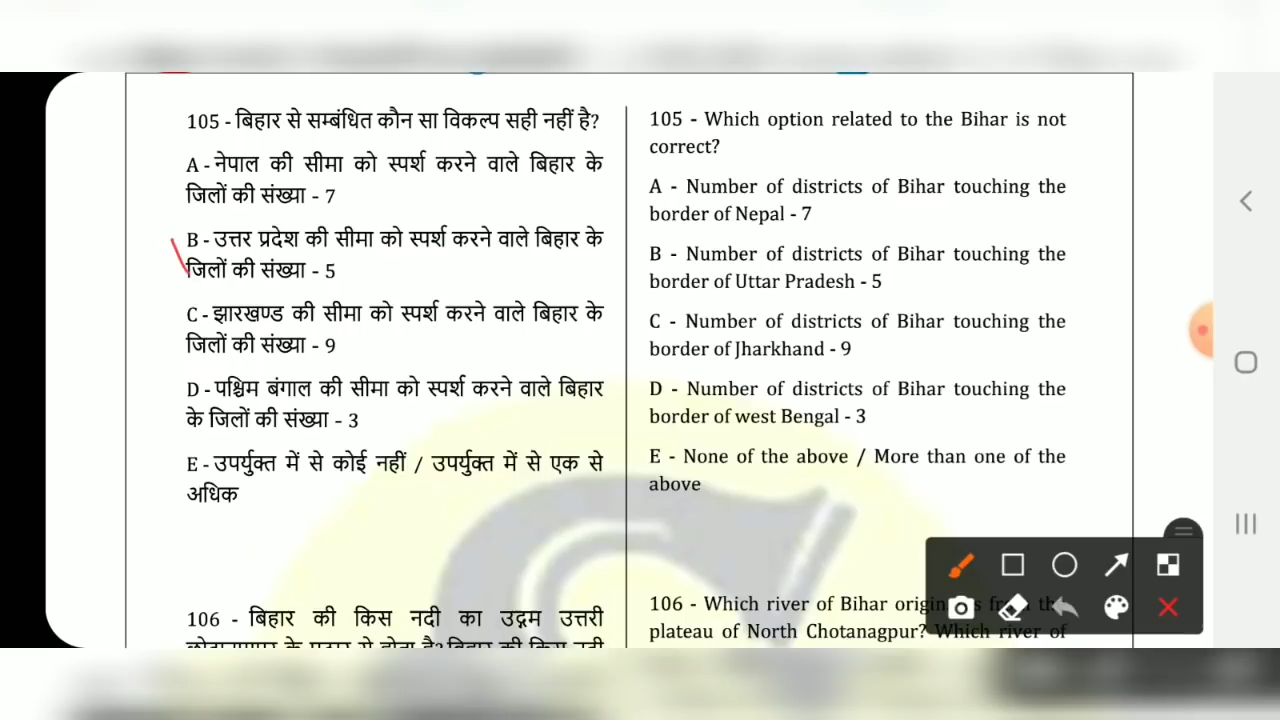 105 - बिहार से सम्बंधित कौन सा विकल्प सही नहीं है?
A - नेपाल की सीमा को स्पर्श करने वाले बिहार के
जिलों की संख्या - 7
B - उत्तर प्रदेश की सीमा को स्पर्श करने वाले बिहार के
जिलों की संख्या - 5
C - झारखण्ड की सीमा को स्पर्श करने वाले बिहार के
जिलों की संख्या - 9
D - पश्चिम बंगाल की सीमा को स्पर्श करने वाले बिहार
के जिलों की संख्या - 3
E - उपर्युक्त में से कोई नहीं / उपर्युक्त में से एक से
अधिक
106 - बिहार की किस नदी का उद्गम उत्तरी
105 - Which option related to the Bihar is not
correct?
A - Number of districts of Bihar touching the
border of Nepal - 7
B - Number of districts of Bihar touching the
border of Uttar Pradesh - 5
C - Number of districts of Bihar touching the
border of Jharkhand - 9
D - Number of districts of Bihar touching the
border of west Bengal - 3
E - None of the above / More than one of the
above
106 - Which river of Bihar
plateau of North Chotanagpur? Which river of